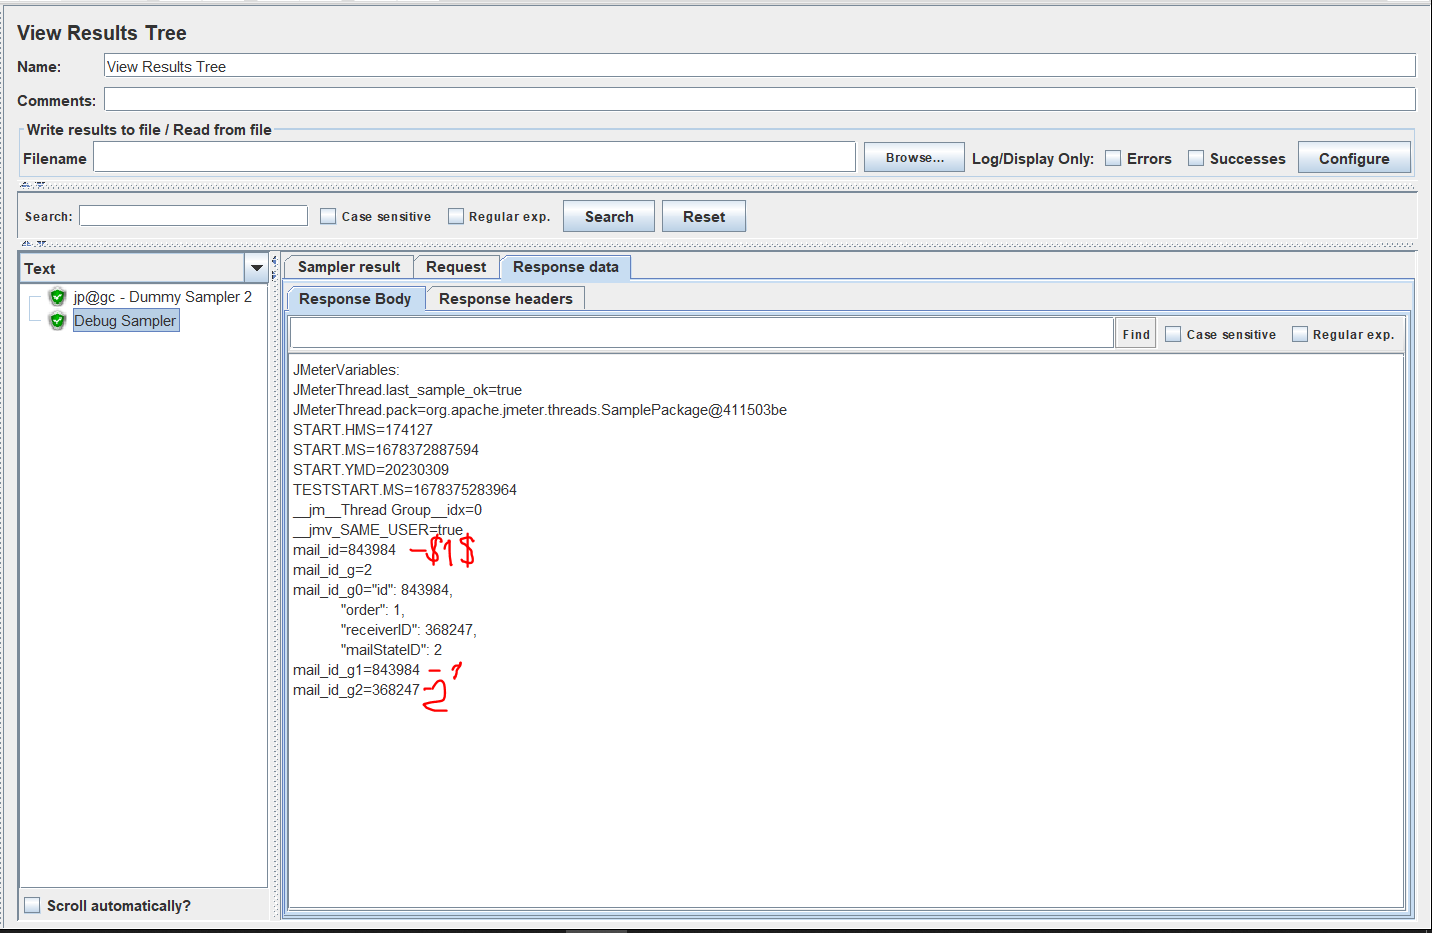 View Results Tree
Name: View Results Tree
Comments:
Write results to file / Read from file
Filename Browse... Log/Display Only: Errors Successes Configure
Search: Case sensitive Regular exp. Search Reset
Text
jp@gc - Dummy Sampler 2
Debug Sampler
Scroll automatically?
Sampler result Request Response data
Response Body Response headers
Find Case sensitive Regular exp.
JMeterVariables:
JMeterThread.last_sample_ok=true
JMeterThread.pack=org.apache.jmeter.threads.SamplePackage@411503be
START.HMS=174127
START.MS=1678372887594
START.YMD=20230309
TESTSTART.MS=1678375283964
__jm__Thread Group__idx=0
__jmv_SAME_USER=true
mail_id=843984 -$1$
mail_id_g=2
mail_id_g0="id": 843984,
"order": 1,
"receiverID": 368247,
"mailStateID": 2
mail_id_g1=843984 - 1
mail_id_g2=368247 -2